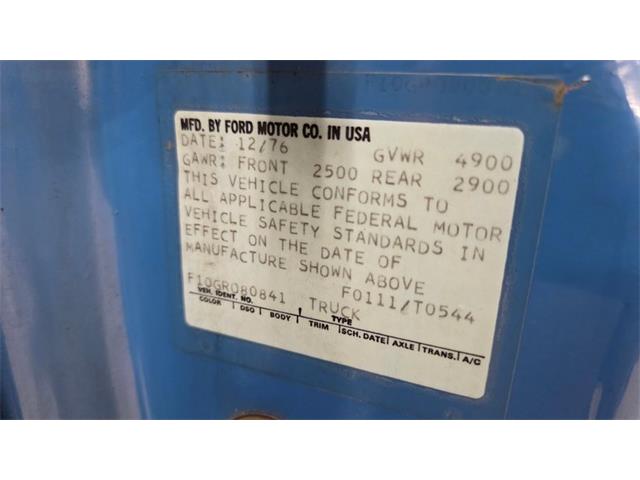 MFD. BY FORD MOTOR CO. IN USA
DATE: 12/76 GVWR 4900
GAWR: FRONT 2500 REAR 2900
THIS VEHICLE CONFORMS TO
ALL APPLICABLE FEDERAL MOTOR
VEHICLE SAFETY STANDARDS IN
EFFECT ON THE DATE OF
MANUFACTURE SHOWN ABOVE
F0111/T0544
F10GR080841 TRUCK
VEH. IDENT. NO. TYPE
COLOR DSO BODY TRIM SCH. DATE AXLE TRANS. A/C